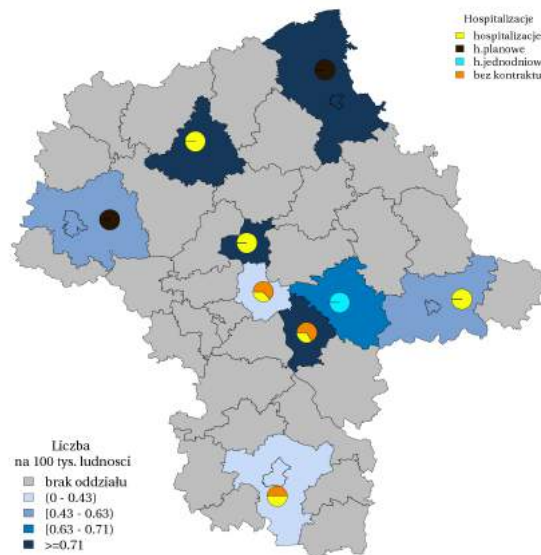 Hospitalizacje
hospitalizacje
h.planowe
h.jednodniow
bez kontraktu
Liczba
na 100 tys. ludnosci
brak oddziału
(0 - 0.43)
[0.43 - 0.63)
[0.63 - 0.71)
>=0.71